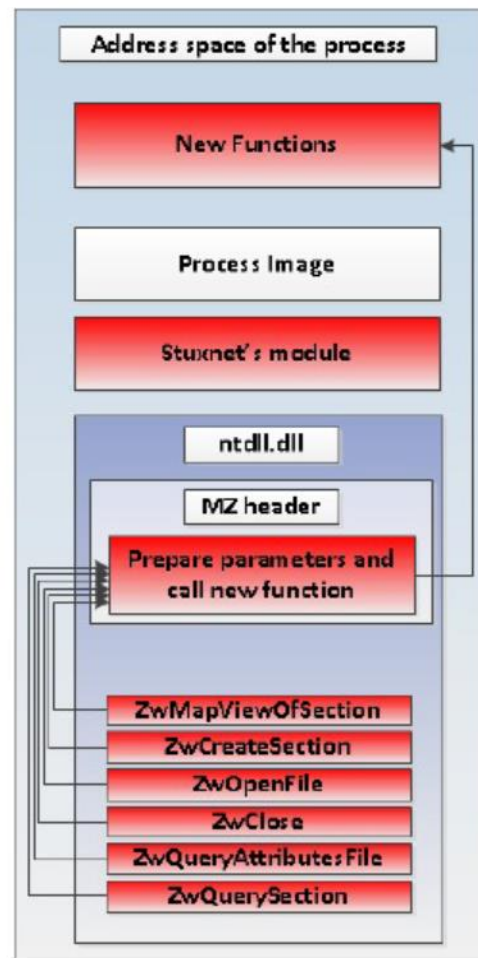 Address space of the process
New Functions
Process Image
Stuxnet's module
ntdll.dll
MZ header
Prepare parameters and
call new function
ZwMapViewOfSection
ZwCreateSection
ZwOpenFile
ZwClose
ZwQueryAttributesFile
ZwQuerySection